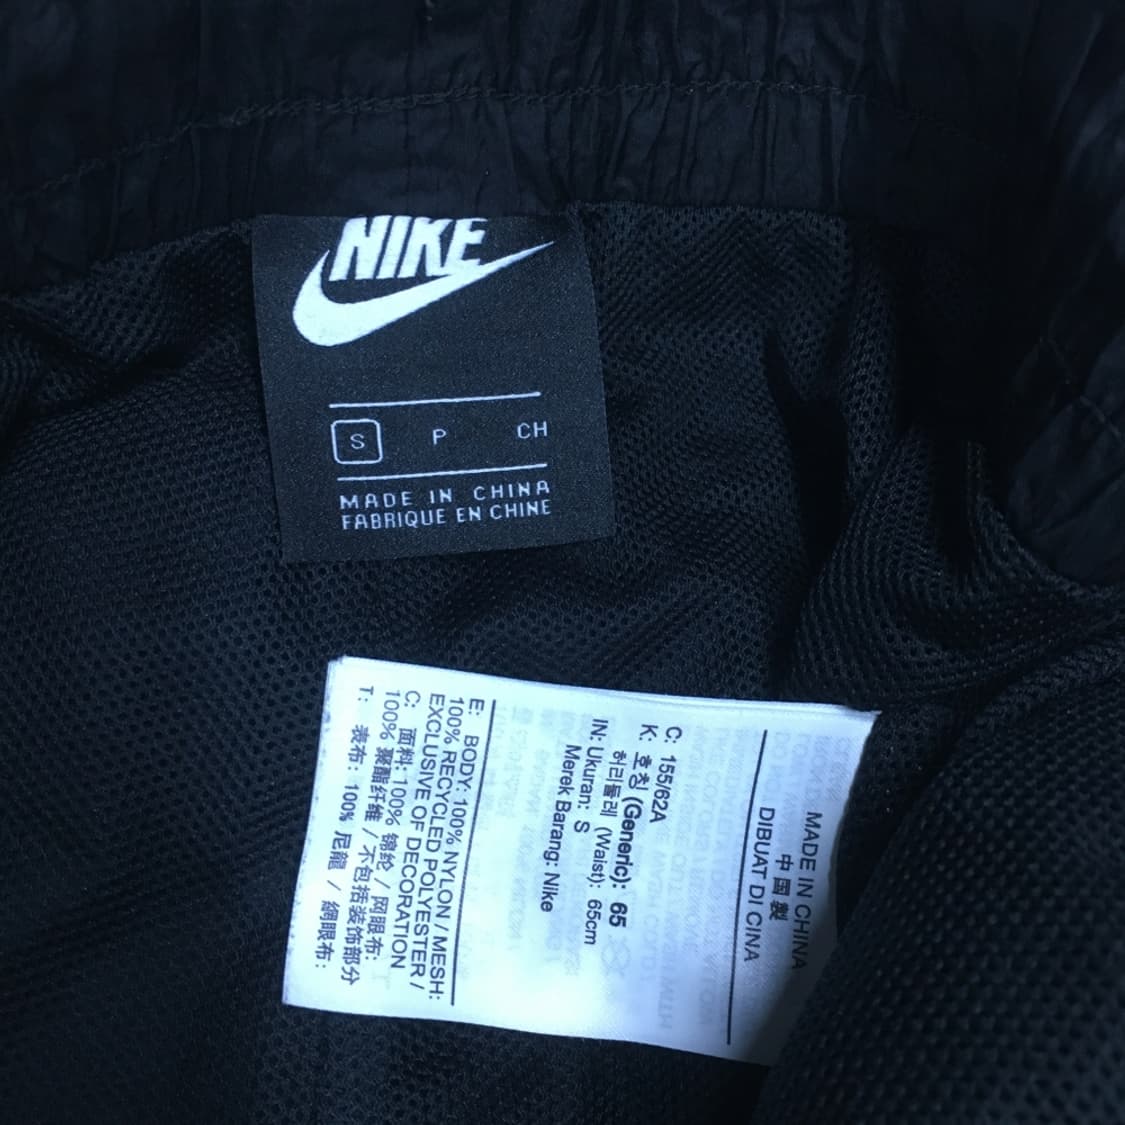 NIKE
S P CH
MADE IN CHINA
FABRIQUE EN CHINE
MADE IN CHINA
中国製
DIBUAT DI CINA
C: 155/62A
K: 호칭 (Generic): 65
허리둘레 (Waist): 65cm
IN: Ukuran: S
Merek Barang: Nike
E: BODY: 100% NYLON / MESH:
100% RECYCLED POLYESTER /
EXCLUSIVE OF DECORATION
C: 面料: 100% 锦纶 / 网眼布:
100% 聚酯纤维 / 不包括装饰部分
T: 表布: 100% 尼龍 / 網眼布: